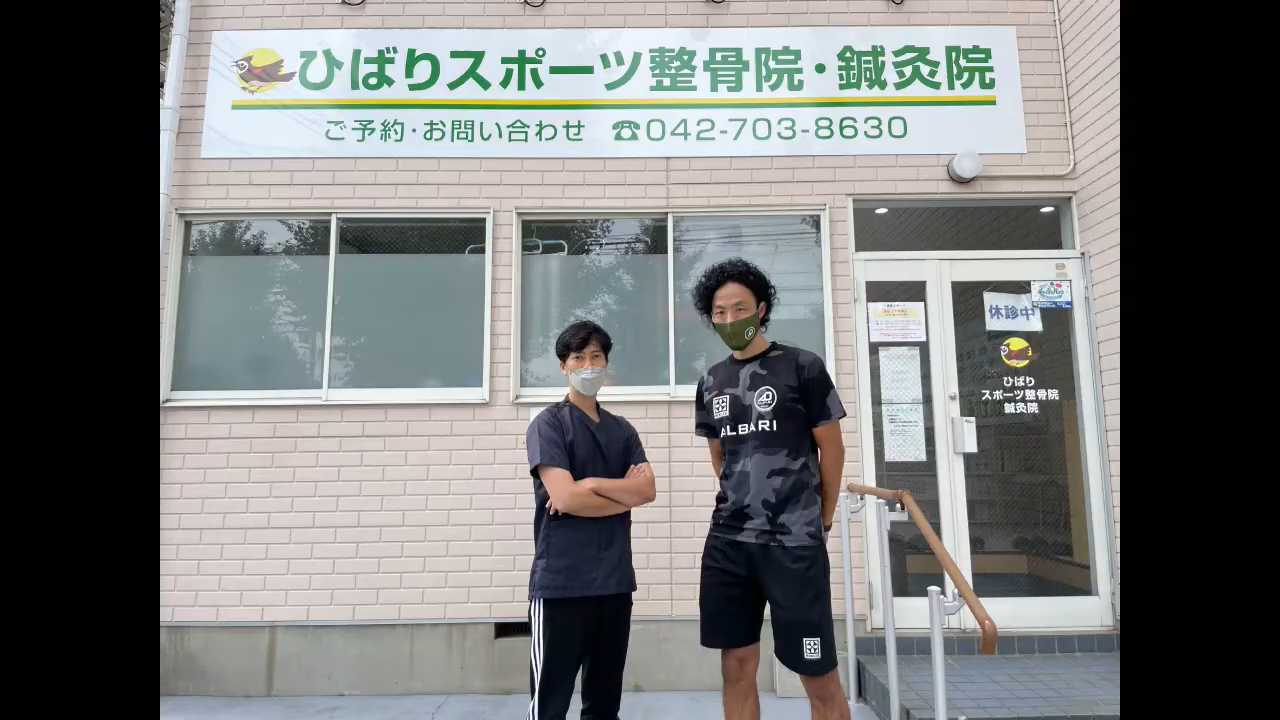 ひばりスポーツ整骨院・鍼灸院
ご予約・お問い合わせ ☎042-703-8630
休診中
ひばり
スポーツ整骨院
鍼灸院
ALBARI